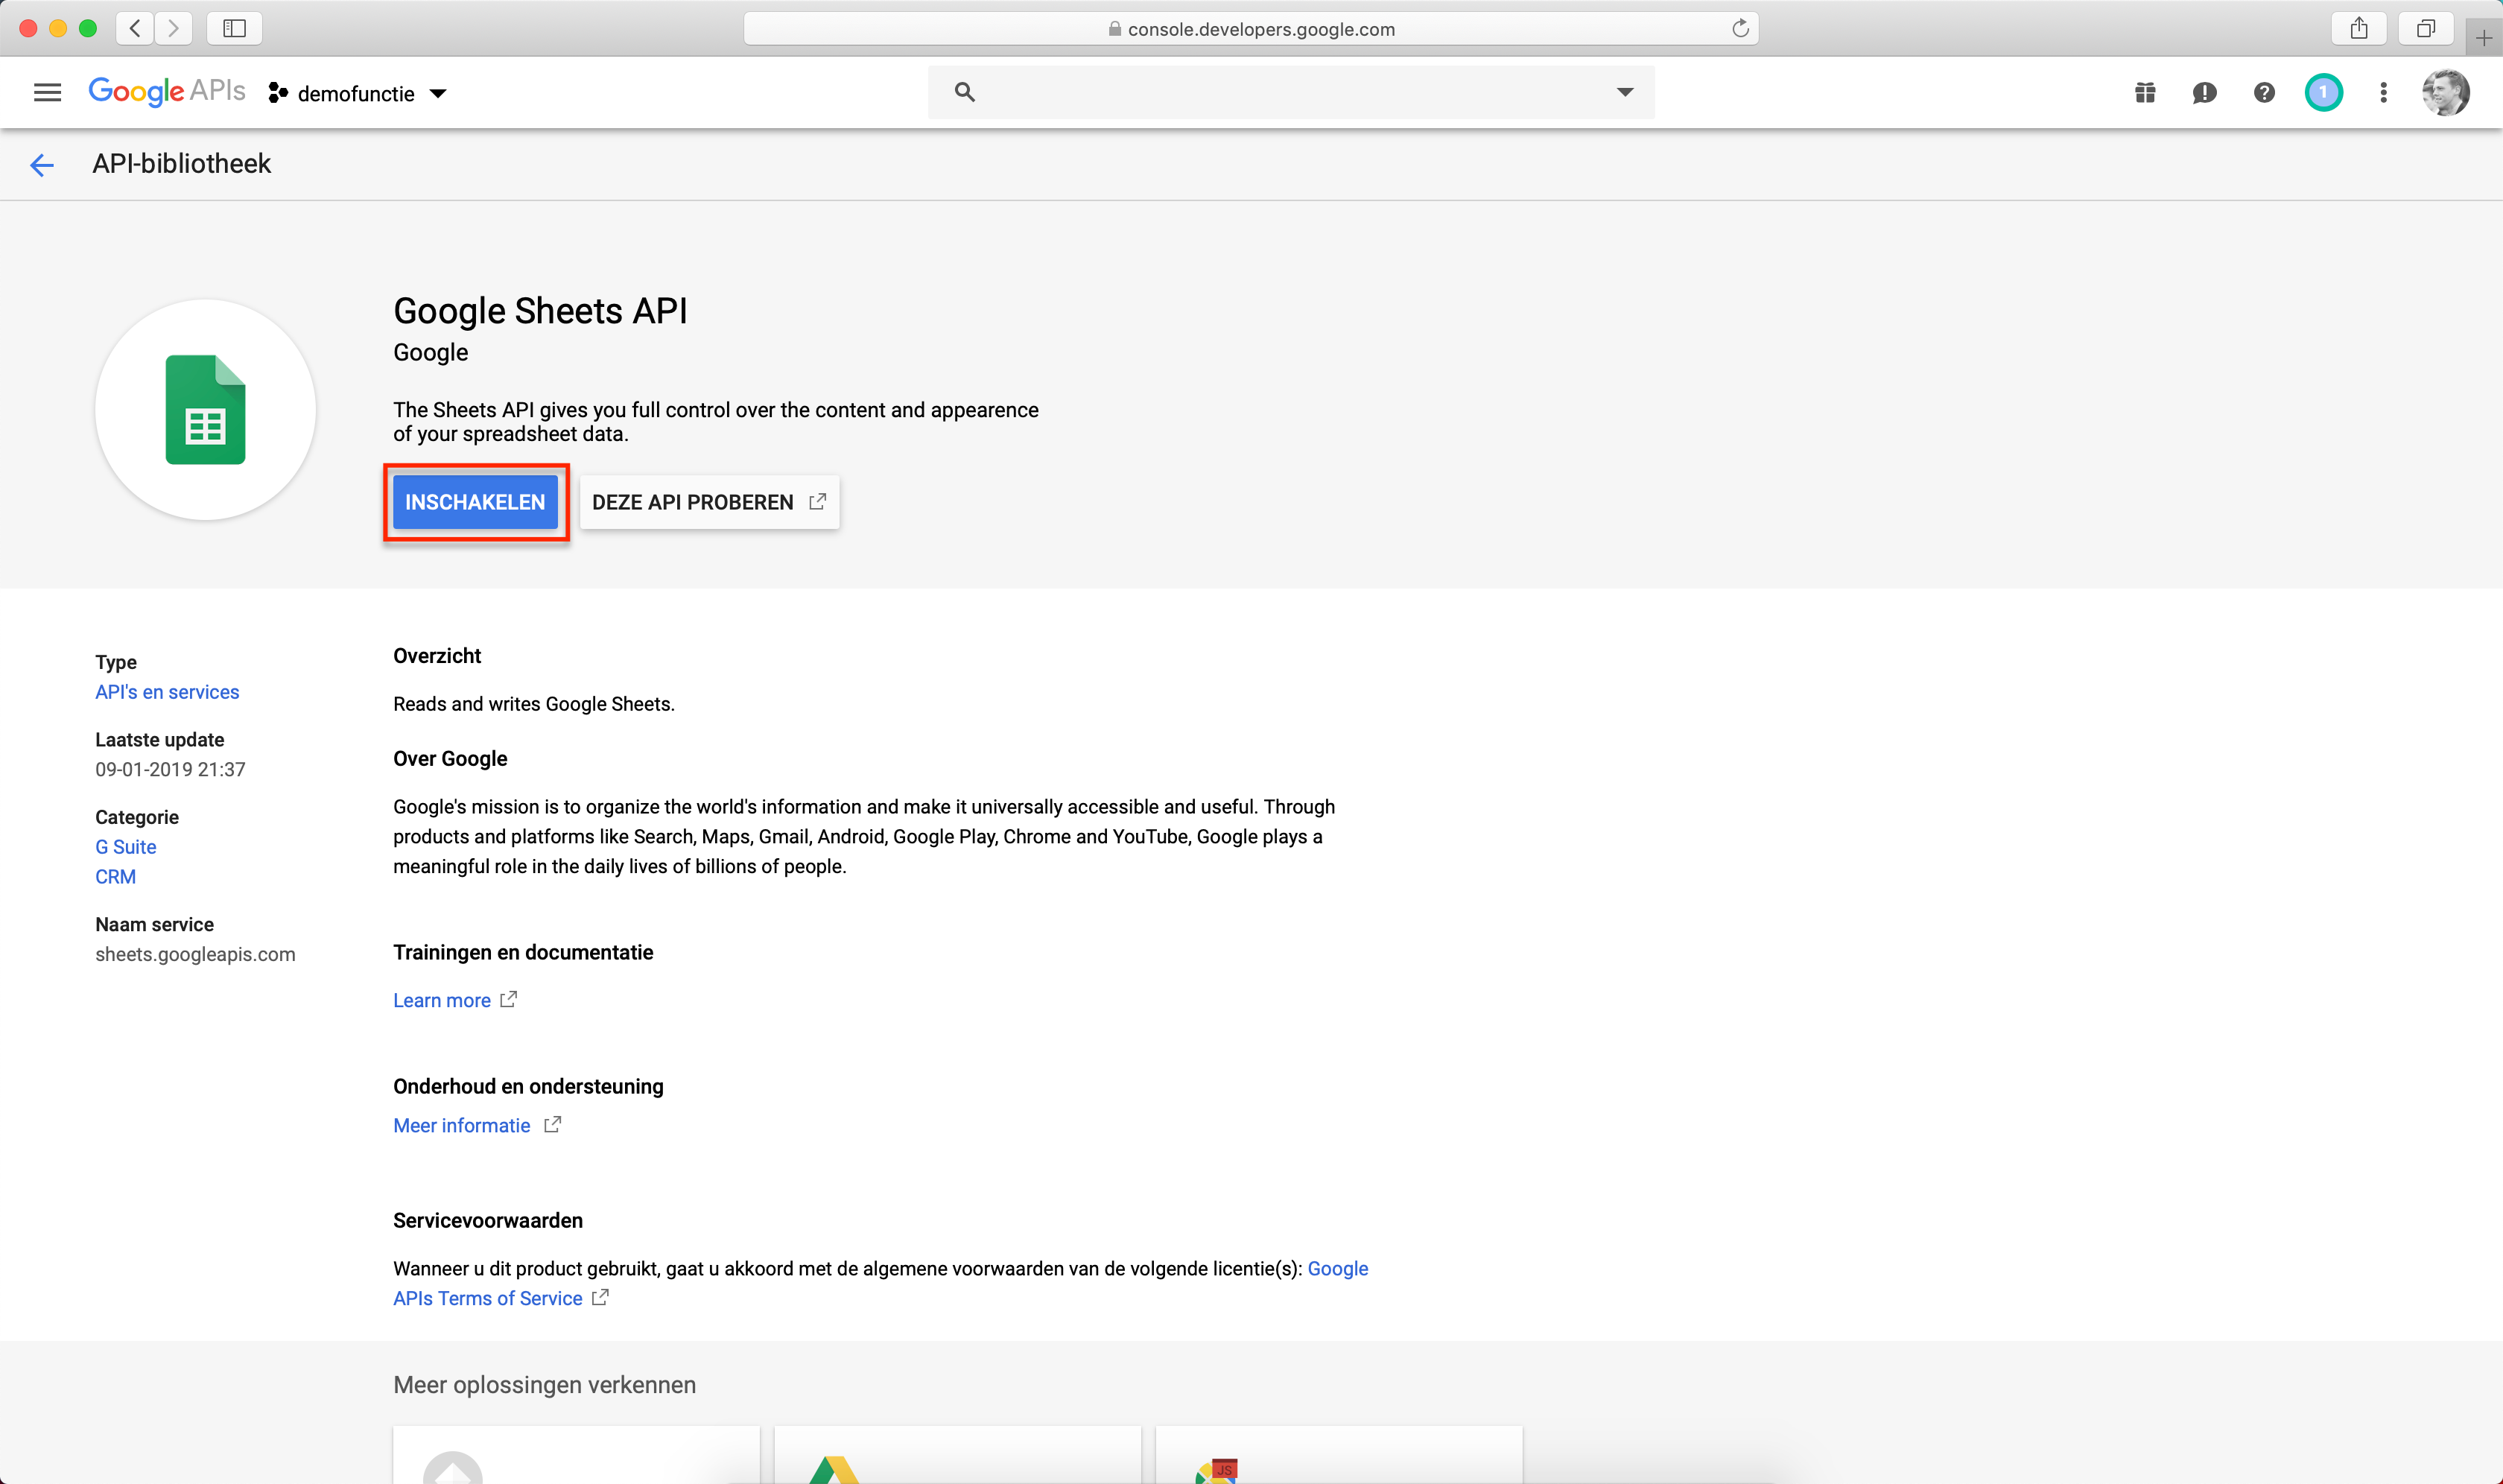 console.developers.google.com
Google APIs
demofunctie
1
API-bibliotheek
Google Sheets API
Google
The Sheets API gives you full control over the content and appearence
of your spreadsheet data.
INSCHAKELEN
DEZE API PROBEREN
Type
API's en services
Laatste update
09-01-2019 21:37
Categorie
G Suite
CRM
Naam service
sheets.googleapis.com
Overzicht
Reads and writes Google Sheets.
Over Google
Google's mission is to organize the world's information and make it universally accessible and useful. Through
products and platforms like Search, Maps, Gmail, Android, Google Play, Chrome and YouTube, Google plays a
meaningful role in the daily lives of billions of people.
Trainingen en documentatie
Learn more
Onderhoud en ondersteuning
Meer informatie
Servicevoorwaarden
Wanneer u dit product gebruikt, gaat u akkoord met de algemene voorwaarden van de volgende licentie(s): Google
APIs Terms of Service
Meer oplossingen verkennen
JS